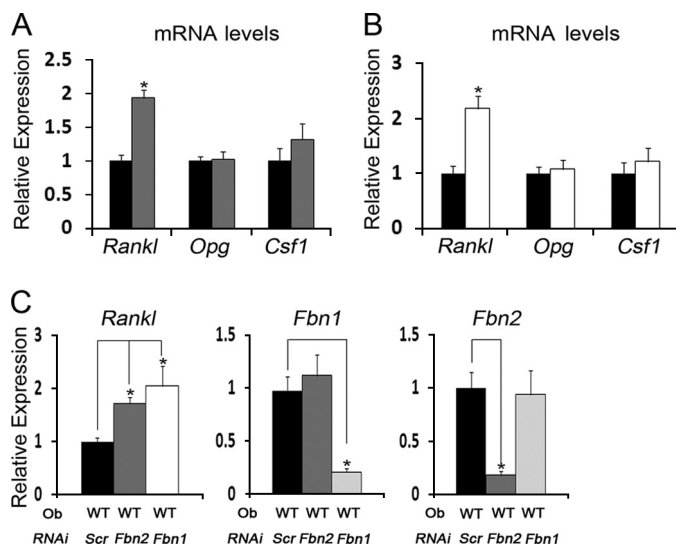 A
mRNA levels
Relative Expression
2.5
2
1.5
1
0.5
0
*
Rankl Opg Csf1
B
mRNA levels
Relative Expression
3
2
1
0
*
Rankl Opg Csf1
C
Rankl
Relative Expression
3
2
1
0
* *
Ob WT WT WT
RNAi Scr Fbn2 Fbn1
Fbn1
1.5
1
0.5
0
*
Ob WT WT WT
RNAi Scr Fbn2 Fbn1
Fbn2
1.5
1
0.5
0
*
Ob WT WT WT
RNAi Scr Fbn2 Fbn1